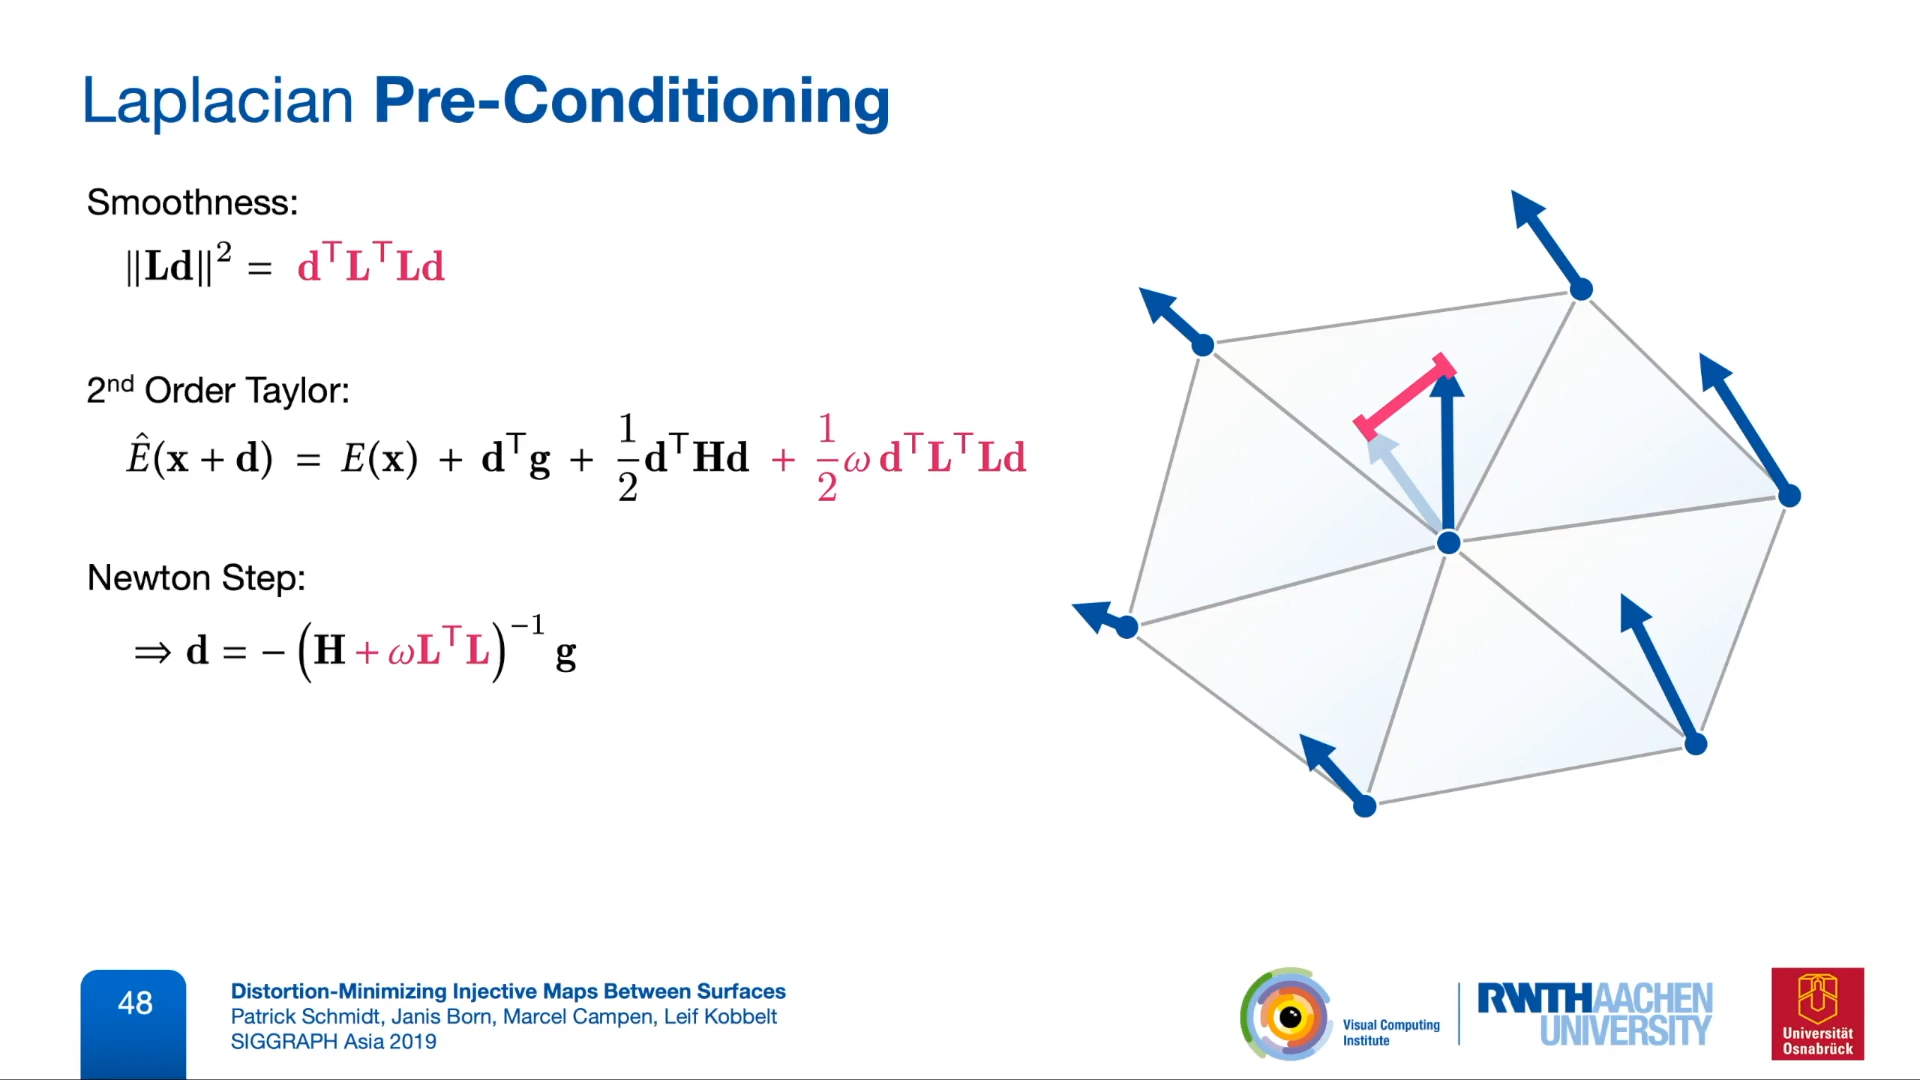 Laplacian Pre-Conditioning
Smoothness:
‖Ld‖² = dᵀLᵀLd
2ⁿᵈ Order Taylor:
Ê(x + d) = E(x) + dᵀg + 1/2 dᵀHd + 1/2 ω dᵀLᵀLd
Newton Step:
⇒ d = − (H + ωLᵀL)⁻¹ g
48
Distortion-Minimizing Injective Maps Between Surfaces
Patrick Schmidt, Janis Born, Marcel Campen, Leif Kobbelt
SIGGRAPH Asia 2019
Visual Computing
Institute
RWTH AACHEN
UNIVERSITY
Universität
Osnabrück